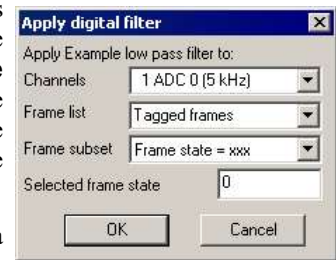 Apply digital filter
Apply Example low pass filter to:
Channels 1 ADC 0 (5 kHz)
Frame list Tagged frames
Frame subset Frame state = xxx
Selected frame state 0
OK Cancel